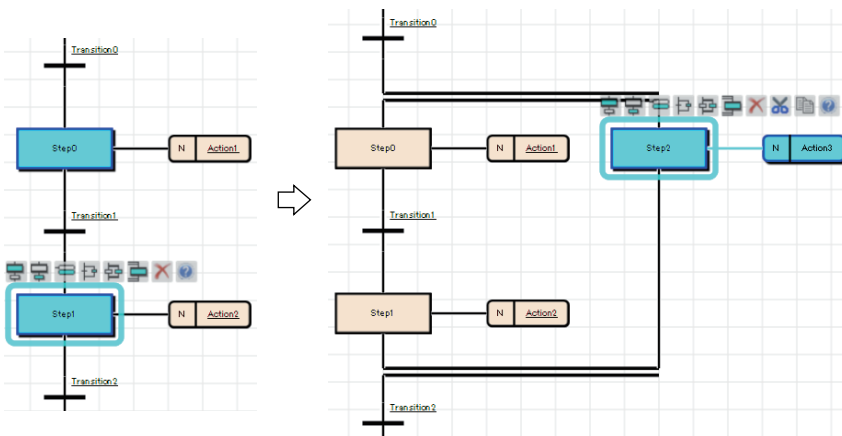 Transition0
Step0
N
Action1
Transition1
Step1
N
Action2
Transition2
Transition0
Step0
N
Action1
Step2
N
Action3
Transition1
Step1
N
Action2
Transition2